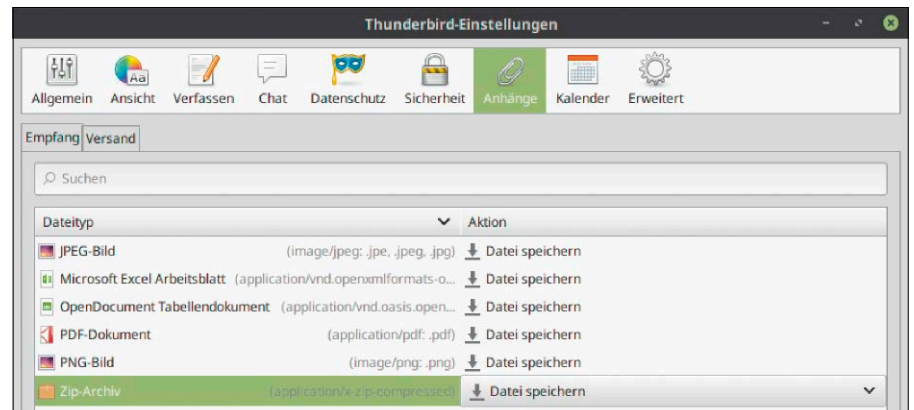 Thunderbird-Einstellungen
Allgemein Ansicht Verfassen Chat Datenschutz Sicherheit Anhänge Kalender Erweitert
Empfang Versand
Suchen
Dateityp Aktion
JPEG-Bild (image/jpeg: .jpe, .jpeg, .jpg) Datei speichern
Microsoft Excel Arbeitsblatt (application/vnd.openxmlformats-o... Datei speichern
OpenDocument Tabellendokument (application/vnd.oasis.open... Datei speichern
PDF-Dokument (application/pdf: .pdf) Datei speichern
PNG-Bild (image/png: .png) Datei speichern
Zip-Archiv (application/x-zip-compressed) Datei speichern